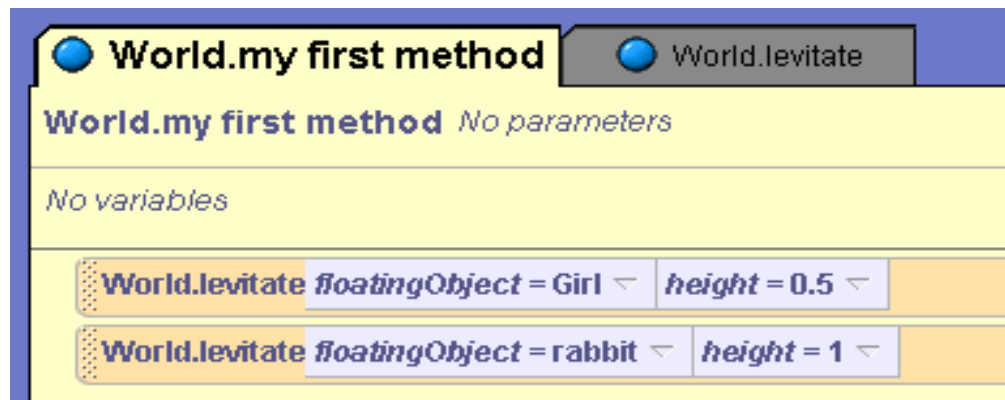 World.my first method World.levitate
World.my first method No parameters
No variables
World.levitate floatingObject = Girl height = 0.5
World.levitate floatingObject = rabbit height = 1